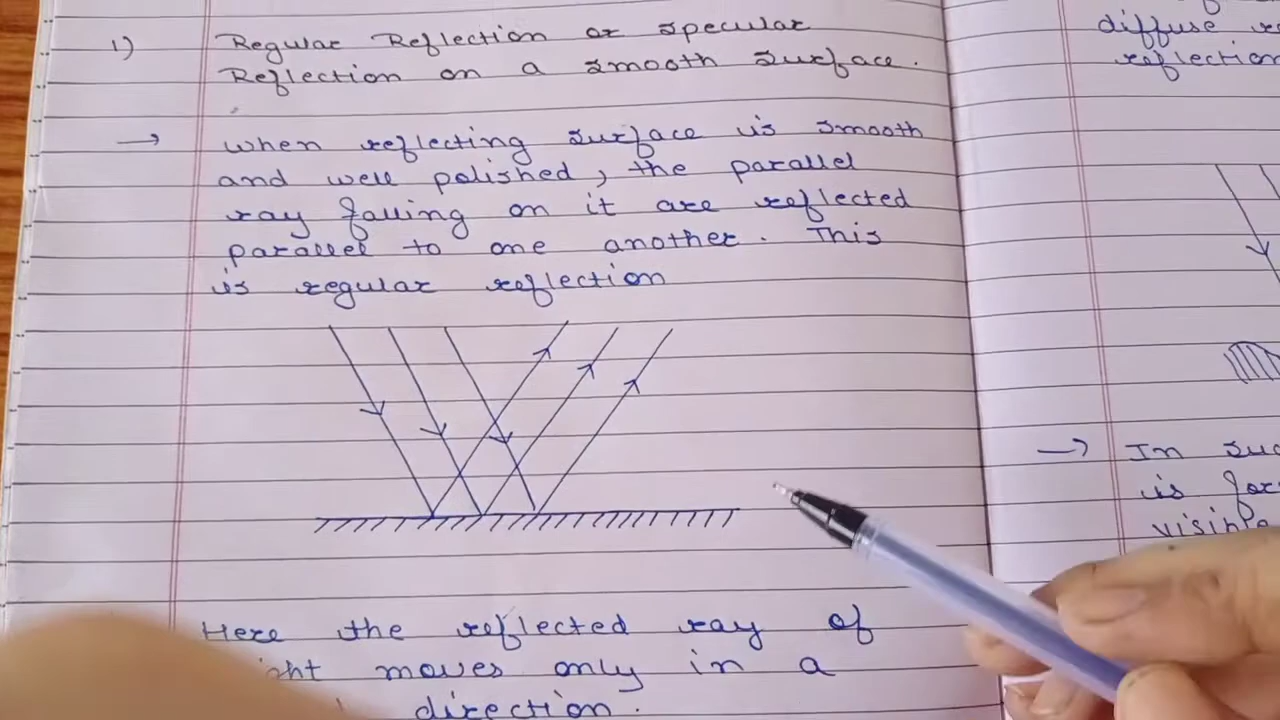 1) Regular Reflection or specular
Reflection on a smooth surface.
→ When reflecting surface is smooth
and well polished, the parallel
ray falling on it are reflected
parallel to one another. This
is regular reflection
Here the reflected ray of
moves only in a
direction.
diffuse
reflection
→ In
is